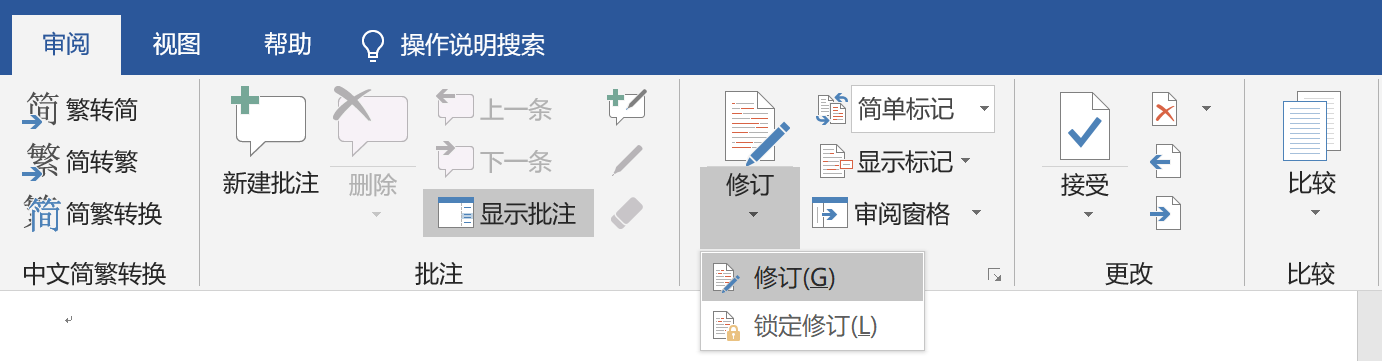 审阅 视图 帮助 操作说明搜索
简 繁转简
繁 简转繁
简 简繁转换
中文简繁转换
新建批注
删除
上一条
下一条
显示批注
批注
修订
简单标记
显示标记
审阅窗格
修订(G)
锁定修订(L)
接受
更改
比较
比较